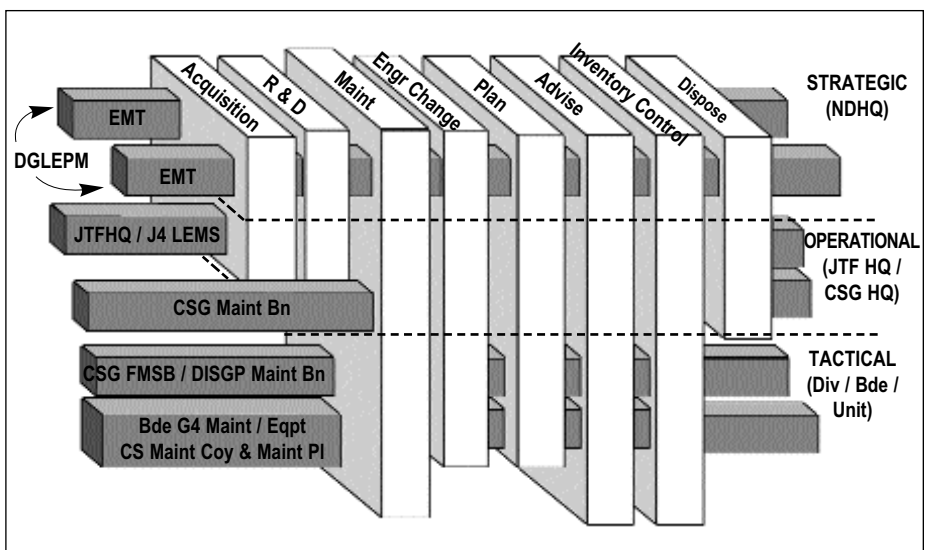 Acquisition
R & D
Maint
Engr Change
Plan
Advise
Inventory Control
Dispose
STRATEGIC
(NDHQ)
EMT
DGLEPM
EMT
JTFHQ / J4 LEMS
OPERATIONAL
(JTF HQ /
CSG HQ)
CSG Maint Bn
CSG FMSB / DISGP Maint Bn
TACTICAL
(Div / Bde /
Unit)
Bde G4 Maint / Eqpt
CS Maint Coy & Maint Pl